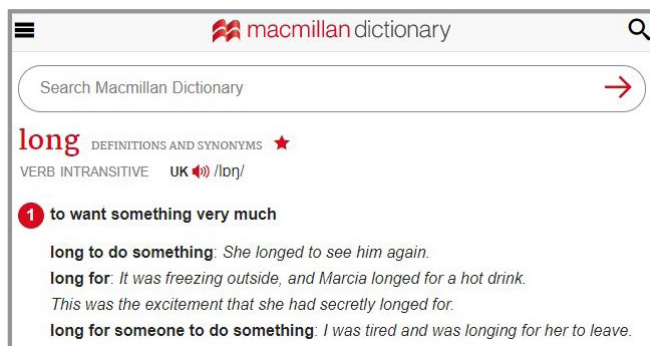 macmillan dictionary
Search Macmillan Dictionary
long DEFINITIONS AND SYNONYMS
VERB INTRANSITIVE UK /lɒŋ/
1 to want something very much
long to do something: She longed to see him again.
long for: It was freezing outside, and Marcia longed for a hot drink.
This was the excitement that she had secretly longed for.
long for someone to do something: I was tired and was longing for her to leave.